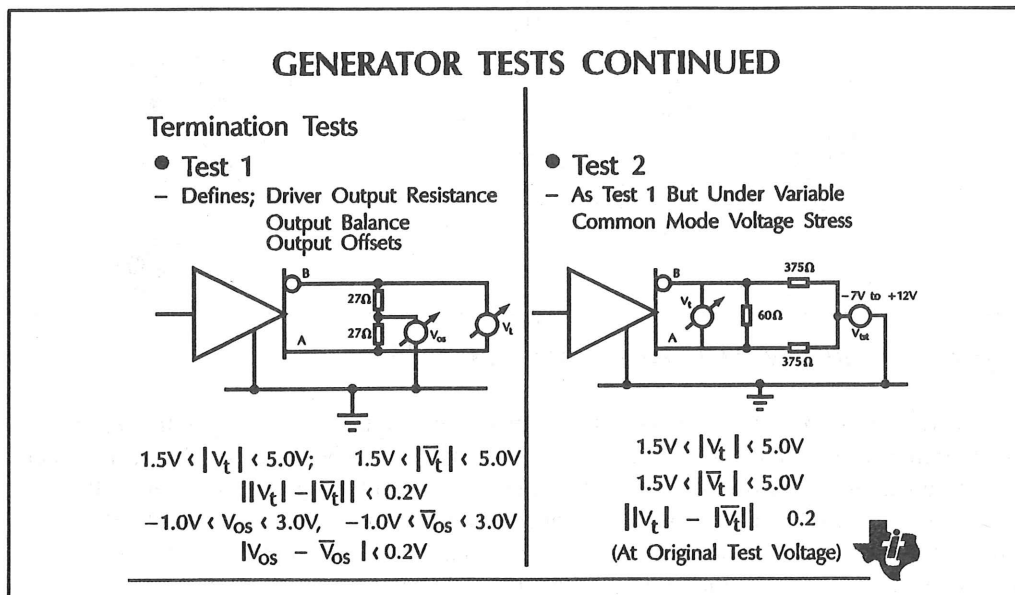 GENERATOR TESTS CONTINUED
Termination Tests
● Test 1
– Defines; Driver Output Resistance
Output Balance
Output Offsets
B
27Ω
27Ω
A
Vos
Vt
1.5V ‹ |Vt| ‹ 5.0V; 1.5V ‹ |V̅t| ‹ 5.0V
||Vt| – |V̅t|| ‹ 0.2V
–1.0V ‹ VOS ‹ 3.0V, –1.0V ‹ V̅OS ‹ 3.0V
|VOS – V̅OS | ‹ 0.2V
● Test 2
– As Test 1 But Under Variable
Common Mode Voltage Stress
B
375Ω
Vt
60Ω
–7V to +12V
Vtst
A
375Ω
1.5V ‹ |Vt| ‹ 5.0V
1.5V ‹ |V̅t| ‹ 5.0V
||Vt| – |V̅t|| 0.2
(At Original Test Voltage)
ti